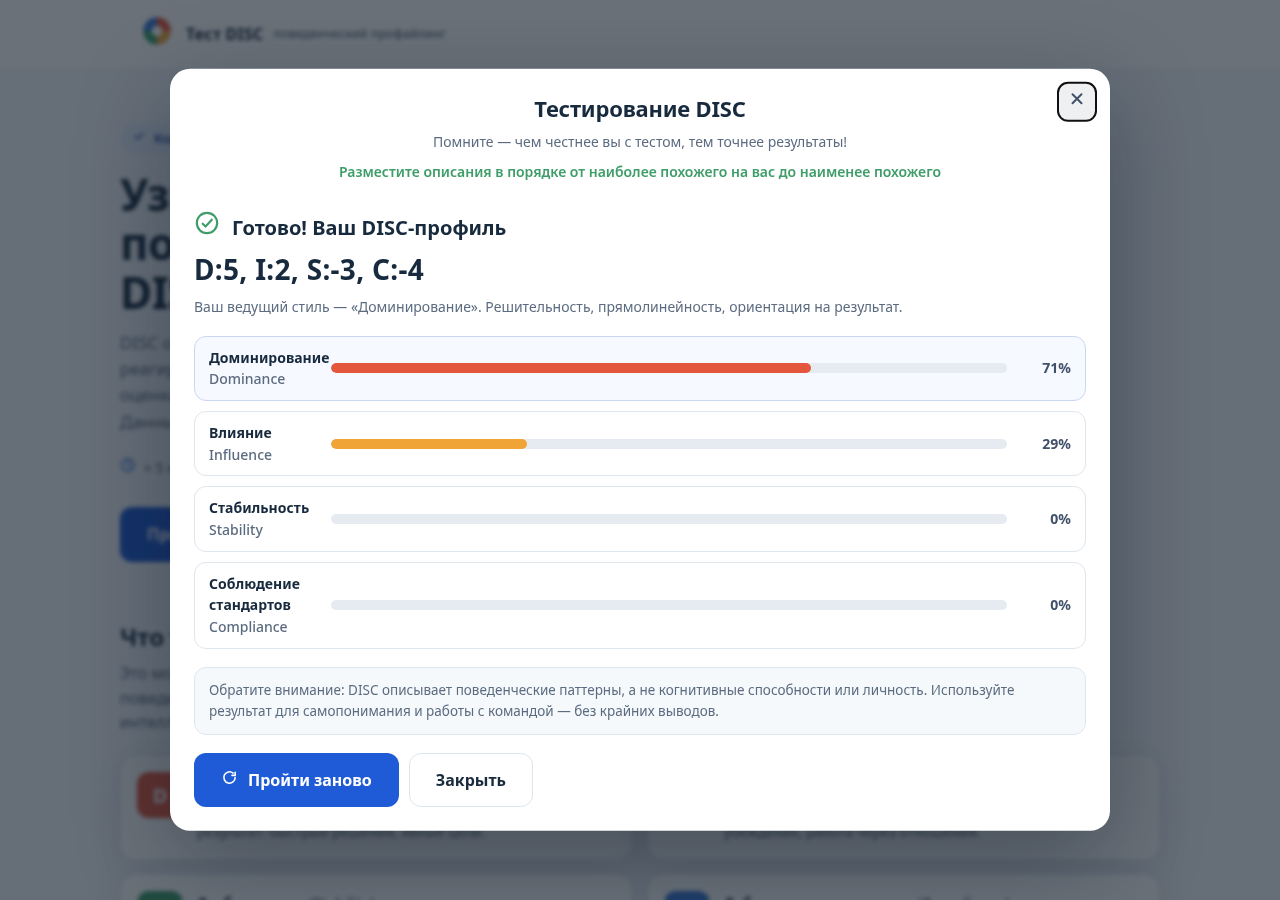 Тест DISC поведенческий профайлинг
Тестирование DISC
Помните — чем честнее вы с тестом, тем точнее результаты!
Разместите описания в порядке от наиболее похожего на вас до наименее похожего
Готово! Ваш DISC-профиль
D:5, I:2, S:-3, C:-4
Ваш ведущий стиль — «Доминирование». Решительность, прямолинейность, ориентация на результат.
Доминирование
Dominance
71%
Влияние
Influence
29%
Стабильность
Stability
0%
Соблюдение
стандартов
Compliance
0%
Обратите внимание: DISC описывает поведенческие паттерны, а не когнитивные способности или личность. Используйте
результат для самопонимания и работы с командой — без крайних выводов.
Пройти заново
Закрыть